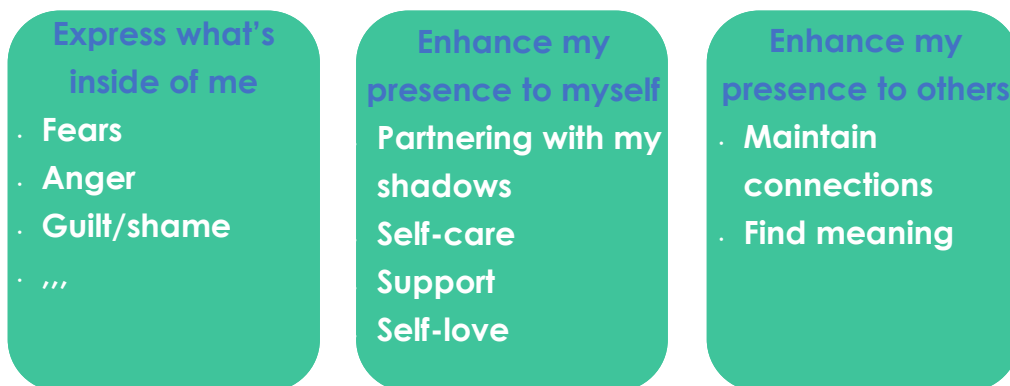 Express what's
inside of me
· Fears
· Anger
· Guilt/shame
· ,,,
Enhance my
presence to myself
Partnering with my
shadows
Self-care
Support
Self-love
Enhance my
presence to others
· Maintain
connections
· Find meaning